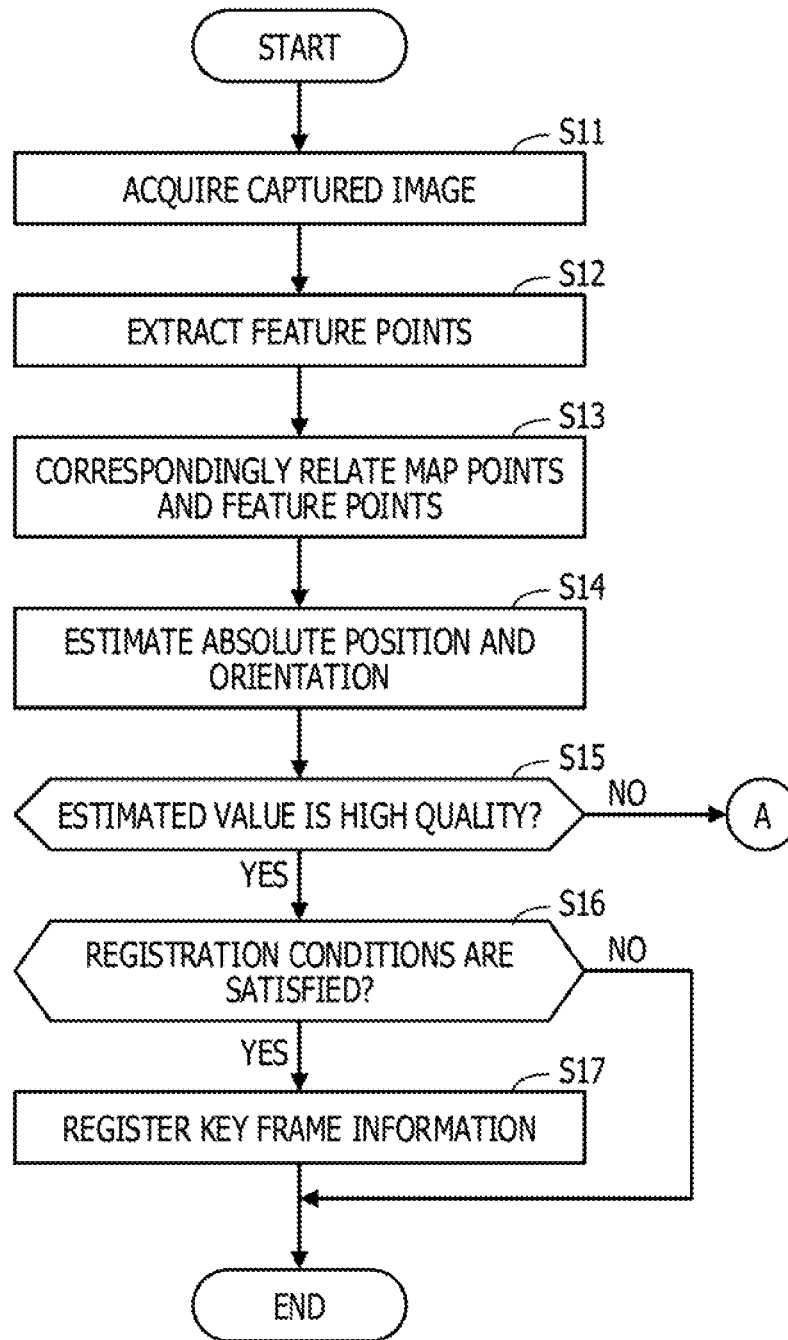 START
S11
ACQUIRE CAPTURED IMAGE
S12
EXTRACT FEATURE POINTS
S13
CORRESPONDINGLY RELATE MAP POINTS
AND FEATURE POINTS
S14
ESTIMATE ABSOLUTE POSITION AND
ORIENTATION
S15
ESTIMATED VALUE IS HIGH QUALITY?
NO
A
YES
S16
REGISTRATION CONDITIONS ARE
SATISFIED?
NO
YES
S17
REGISTER KEY FRAME INFORMATION
END